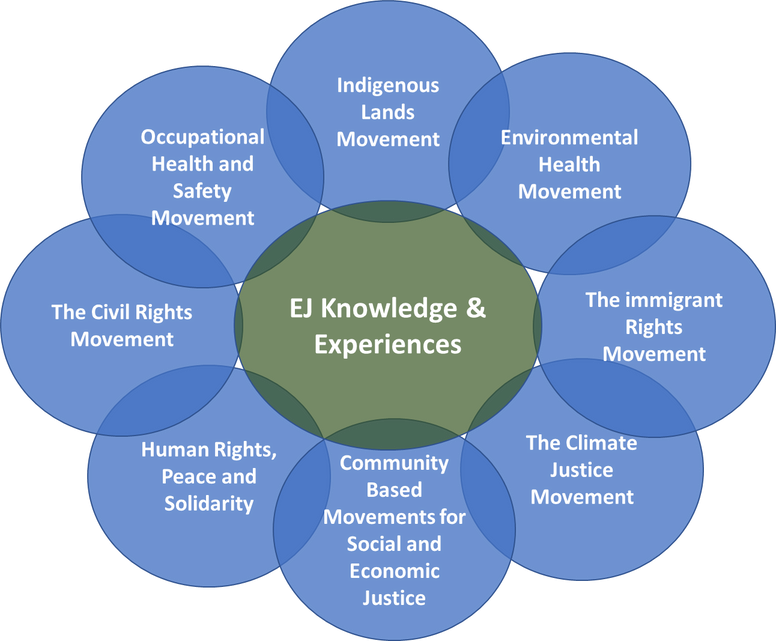 Indigenous
Lands
Movement
Environmental
Health
Movement
The immigrant
Rights
Movement
The Climate
Justice
Movement
Community
Based
Movements for
Social and
Economic
Justice
Human Rights,
Peace and
Solidarity
The Civil Rights
Movement
Occupational
Health and
Safety
Movement
EJ Knowledge &
Experiences